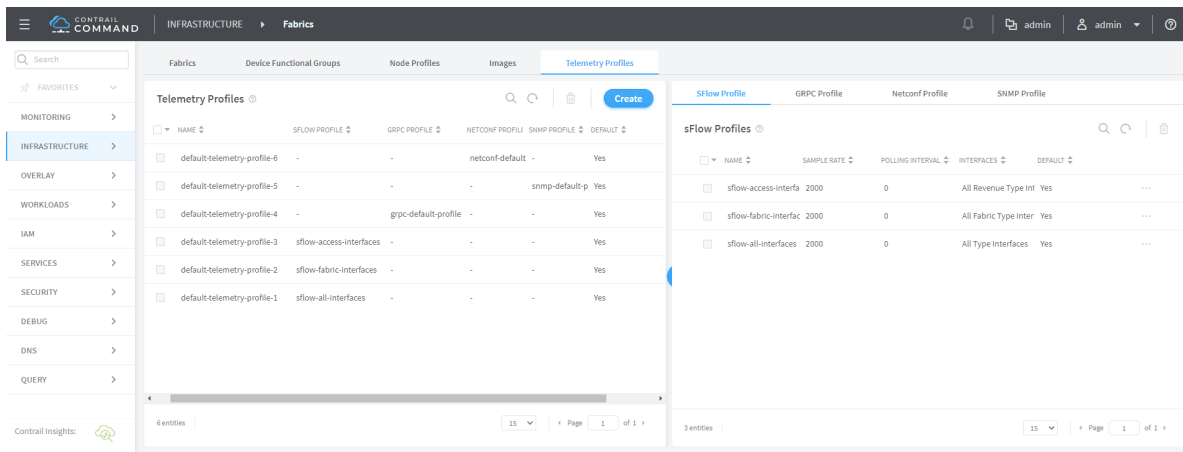 CONTRAIL
COMMAND
INFRASTRUCTURE Fabrics
admin admin
Search
FAVORITES
MONITORING
INFRASTRUCTURE
OVERLAY
WORKLOADS
IAM
SERVICES
SECURITY
DEBUG
DNS
QUERY
Contrail Insights:
Fabrics Device Functional Groups Node Profiles Images Telemetry Profiles
Telemetry Profiles Create
NAME SFLOW PROFILE GRPC PROFILE NETCONF PROFILI SNMP PROFILE DEFAULT
default-telemetry-profile-6 - - netconf-default - Yes
default-telemetry-profile-5 - - - snmp-default-p Yes
default-telemetry-profile-4 - grpc-default-profile - - Yes
default-telemetry-profile-3 sflow-access-interfaces - - - Yes
default-telemetry-profile-2 sflow-fabric-interfaces - - - Yes
default-telemetry-profile-1 sflow-all-interfaces - - - Yes
6 entities 15 Page 1 of 1
SFlow Profile GRPC Profile Netconf Profile SNMP Profile
sFlow Profiles
NAME SAMPLE RATE POLLING INTERVAL INTERFACES DEFAULT
sflow-access-interfa 2000 0 All Revenue Type Int Yes ...
sflow-fabric-interfac 2000 0 All Fabric Type Inter Yes ...
sflow-all-interfaces 2000 0 All Type Interfaces Yes ...
3 entities 15 Page 1 of 1